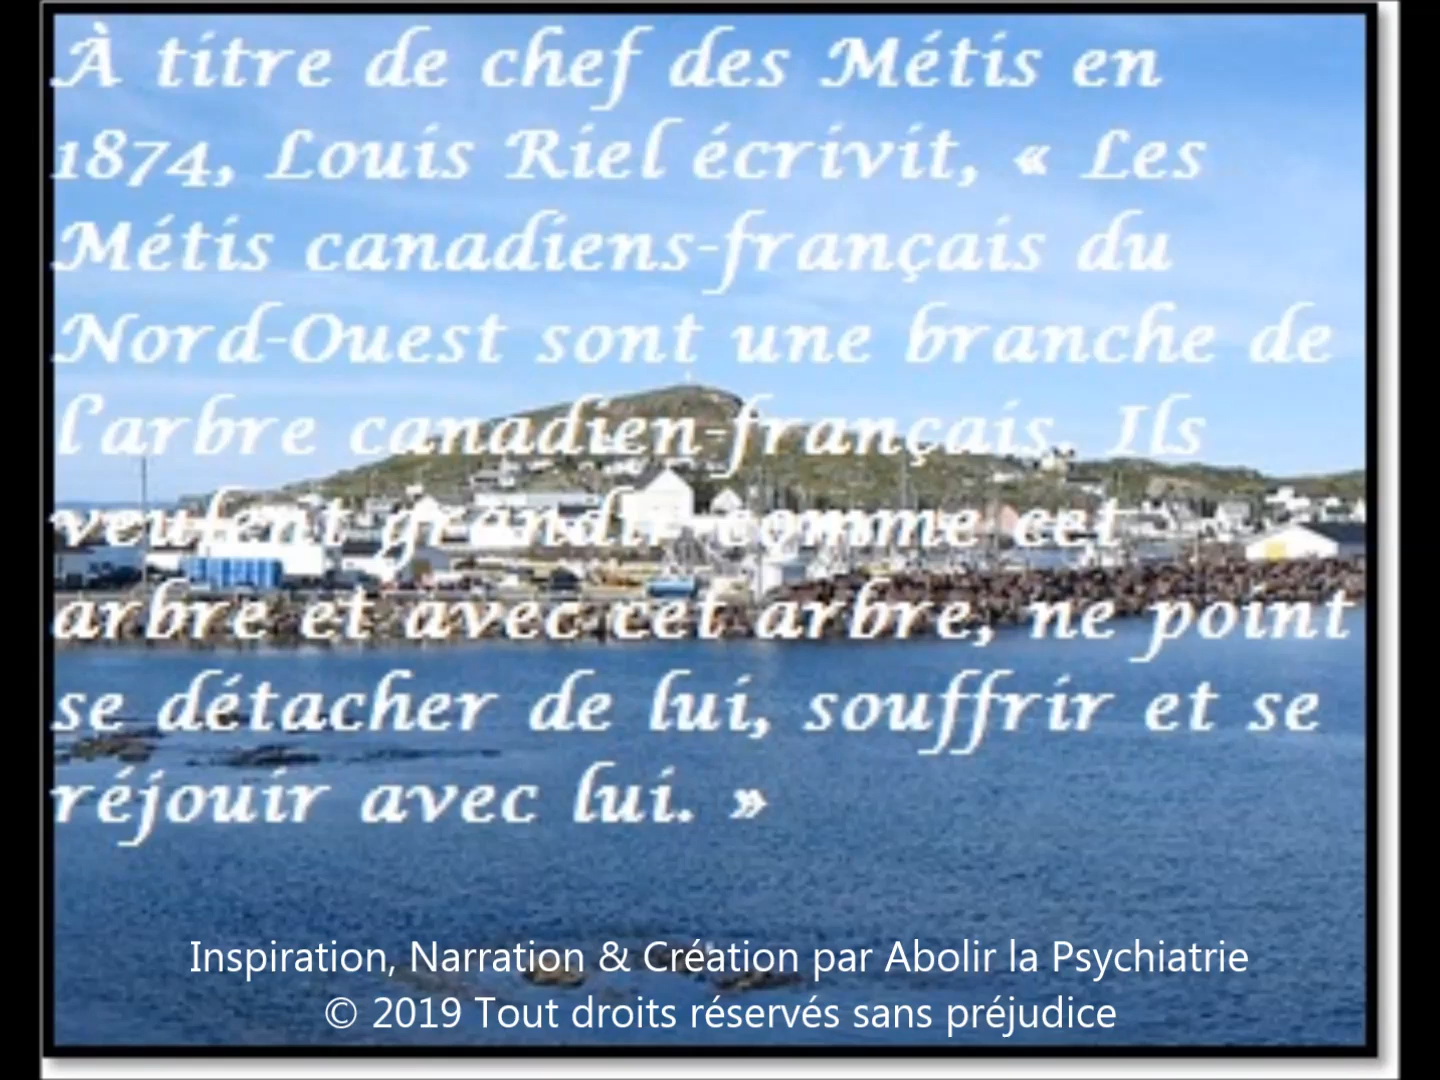 À titre de chef des Métis en
1874, Louis Riel écrivit, « Les
Métis canadiens-français du
Nord-Ouest sont une branche de
l'arbre canadien-français. Ils
veulent grandir comme cet
arbre et avec cet arbre, ne point
se détacher de lui, souffrir et se
réjouir avec lui. »
Inspiration, Narration & Création par Abolir la Psychiatrie
© 2019 Tout droits réservés sans préjudice